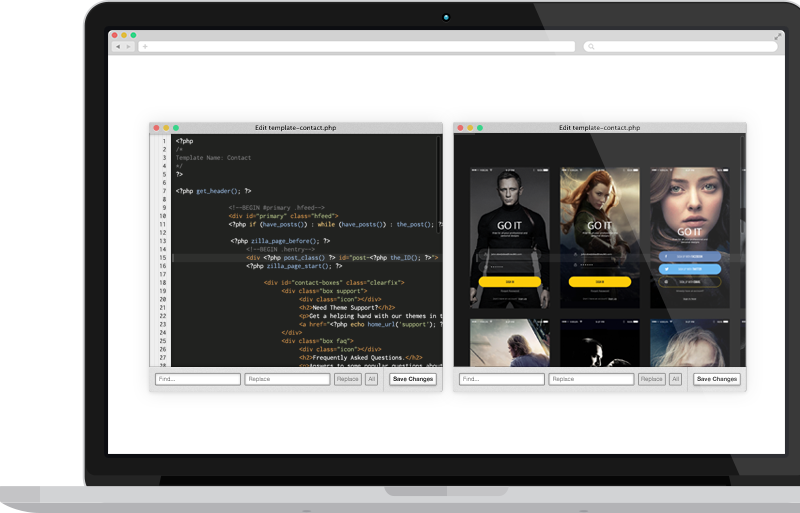 Edit template-contact.php
1 <?php
2 /*
3 Template Name: Contact
4 */
5 ?>
6
7 <?php get_header(); ?>
8
9 <!--BEGIN #primary .hfeed-->
10 <div id="primary" class="hfeed">
11 <?php if (have_posts()) : while (have_posts()) : the_post(); ?>
12
13 <?php zilla_page_before(); ?>
14 <!--BEGIN .hentry-->
15 <div <?php post_class() ?> id="post-<?php the_ID(); ?>">
16 <?php zilla_page_start(); ?>
17
18 <div id="contact-boxes" class="clearfix">
19 <div class="box support">
20 <div class="icon"></div>
21 <h2>Need Theme Support?</h2>
22 <p>Get a helping hand with our themes in t
23 <a href="<?php echo home_url('support'); ?
24 </div>
25 <div class="box faq">
26 <div class="icon"></div>
27 <h2>Frequently Asked Questions.</h2>
28 <p>Answers to some popular questions about
Find...
Replace
Replace
All
Save Changes
Edit template-contact.php
GO IT
GO IT
GO IT
SIGN IN
SIGN IN
Find...
Replace
Replace
All
Save Changes